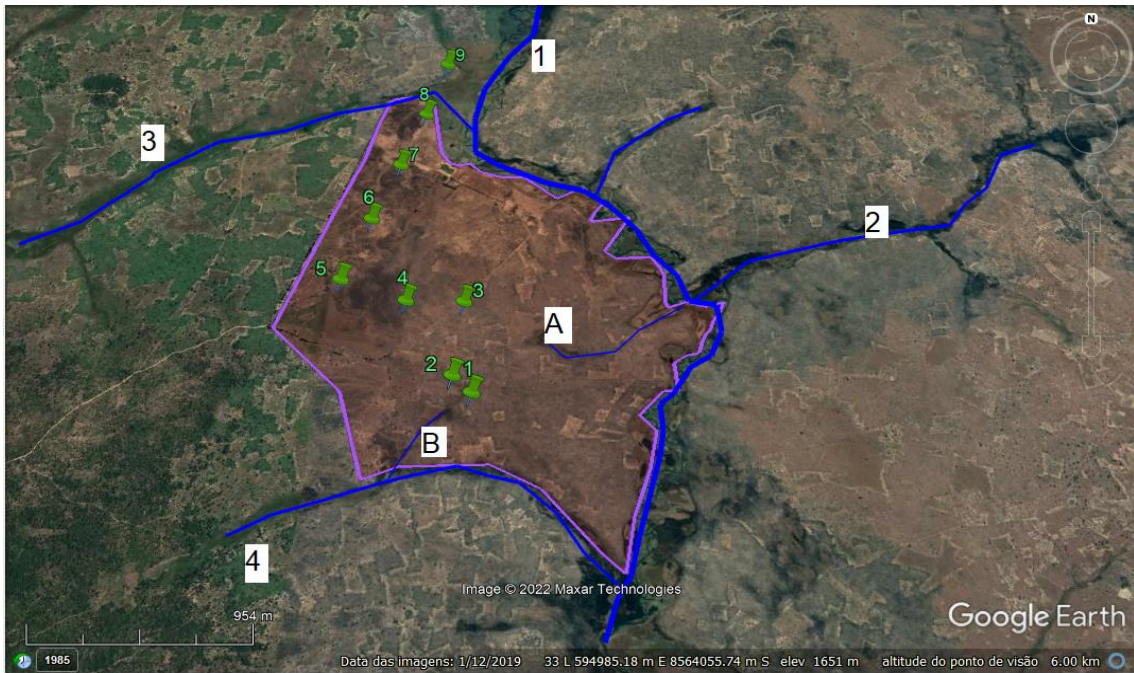 N
1
9
8
3
7
6
2
5
4
3
A
2
1
B
4
Image © 2022 Maxar Technologies
954 m
Google Earth
1985
Data das imagens: 1/12/2019 33 L 594985.18 m E 8564055.74 m S elev 1651 m altitude do ponto de visão 6.00 km